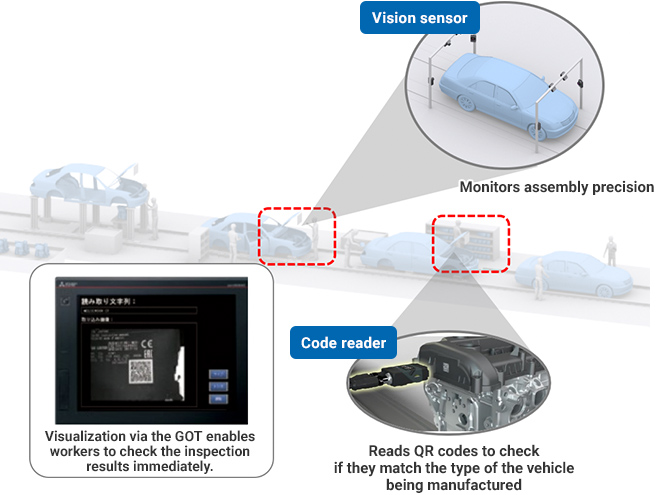 Vision sensor
Monitors assembly precision
読み取り文字列：
取り込み画像：
CE
Code reader
Visualization via the GOT enables
workers to check the inspection
results immediately.
Reads QR codes to check
if they match the type of the vehicle
being manufactured